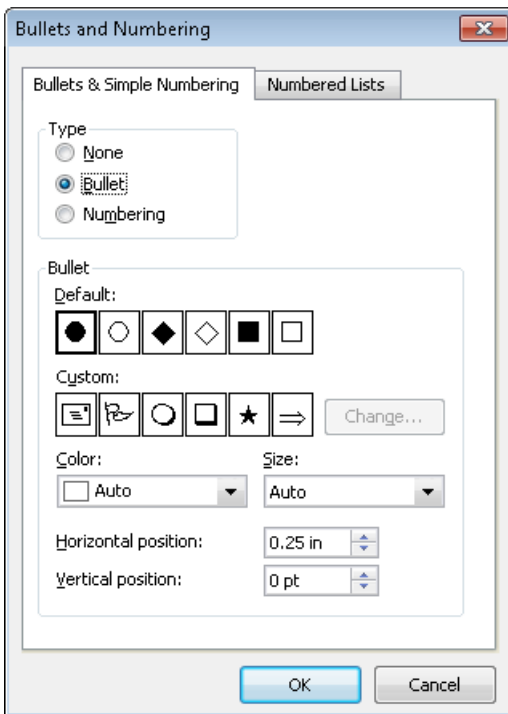 Bullets and Numbering
Bullets & Simple Numbering Numbered Lists
Type
None
Bullet
Numbering
Bullet
Default:
Custom:
Change...
Color: Size:
Auto Auto
Horizontal position: 0.25 in
Vertical position: 0 pt
OK Cancel